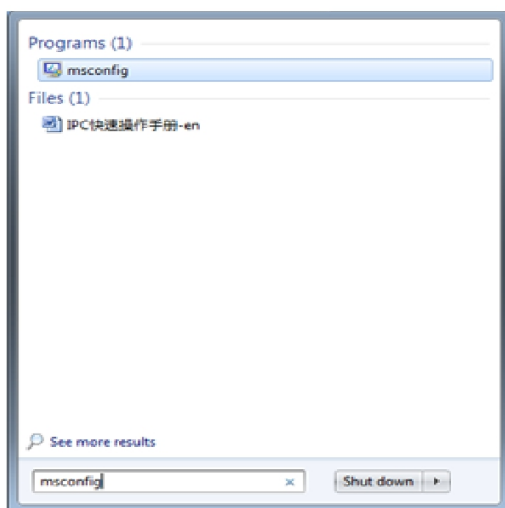 Programs (1)
msconfig
Files (1)
IPC快速操作手册-en
See more results
msconfig
Shut down